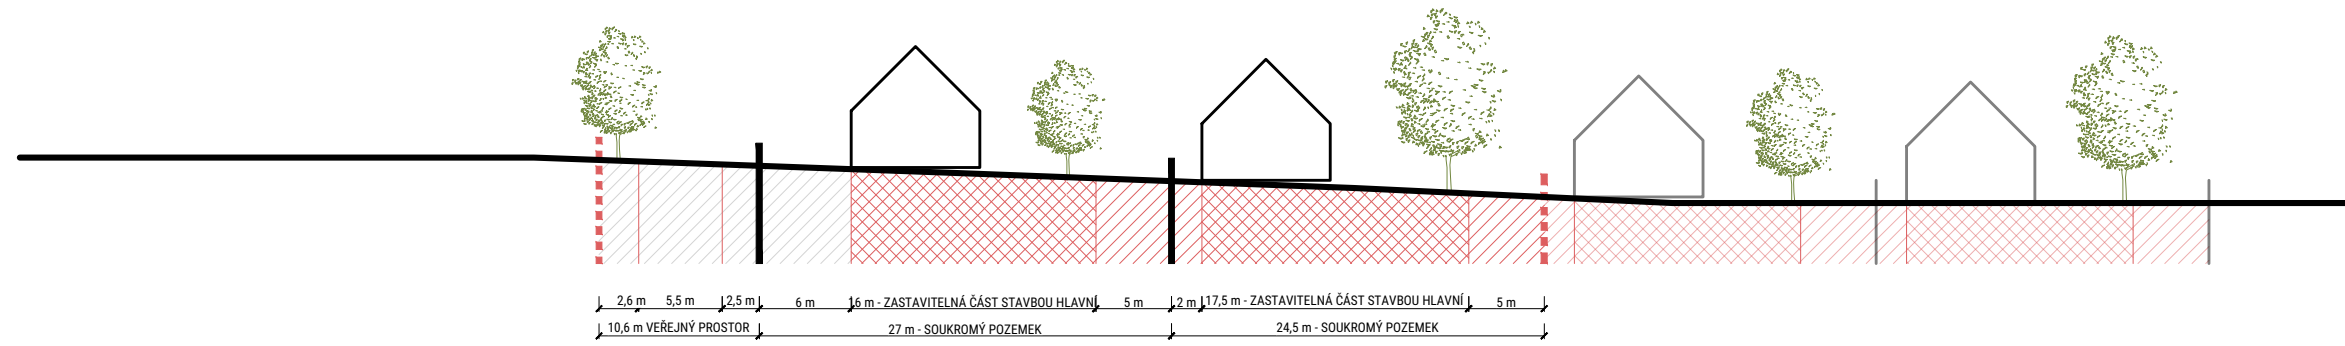 2,6 m 5,5 m 2,5 m 6 m 16 m - ZASTAVITELNÁ ČÁST STAVBOU HLAVNÍ 5 m 2 m 17,5 m - ZASTAVITELNÁ ČÁST STAVBOU HLAVNÍ 5 m
10,6 m VEŘEJNÝ PROSTOR 27 m - SOUKROMÝ POZEMEK 24,5 m - SOUKROMÝ POZEMEK